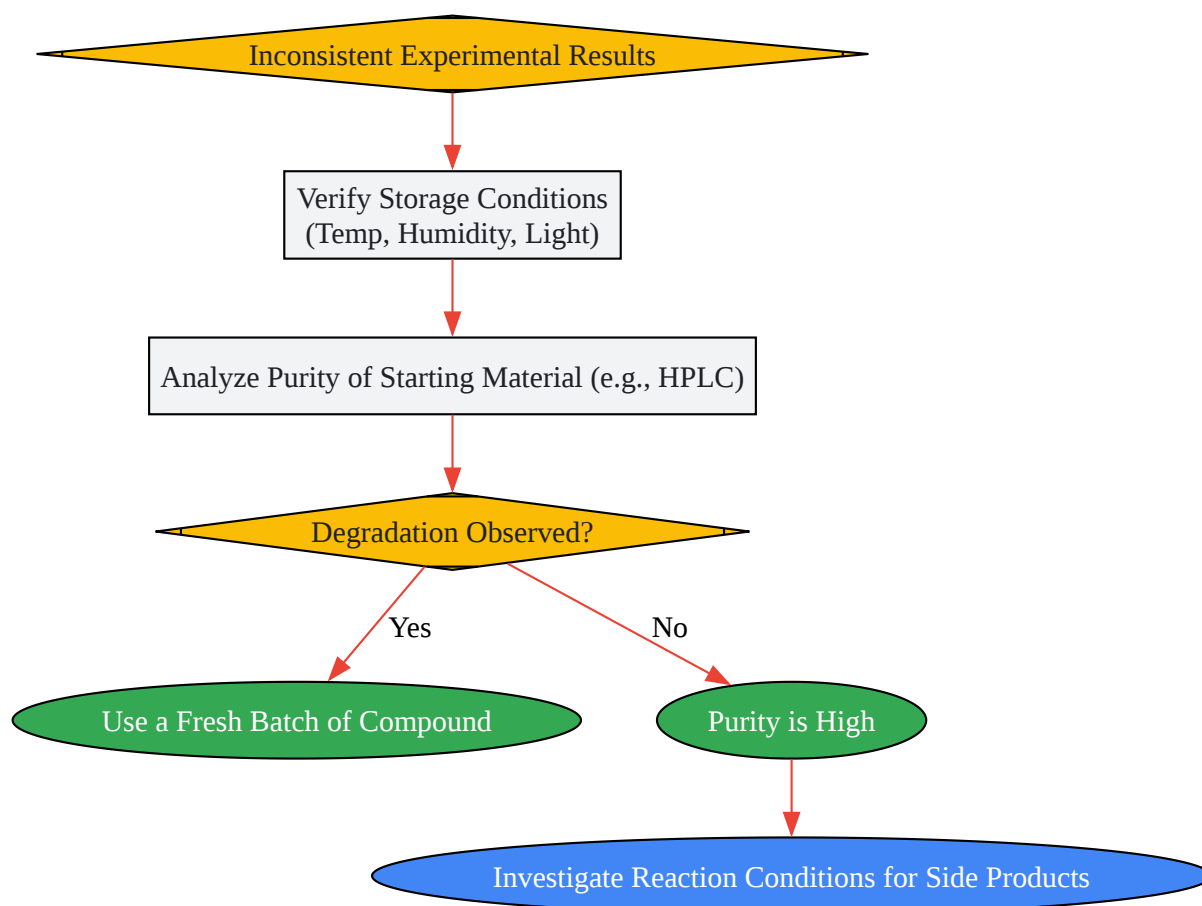 Inconsistent Experimental Results
Verify Storage Conditions
(Temp, Humidity, Light)
Analyze Purity of Starting Material (e.g., HPLC)
Degradation Observed?
Yes
No
Use a Fresh Batch of Compound
Purity is High
Investigate Reaction Conditions for Side Products